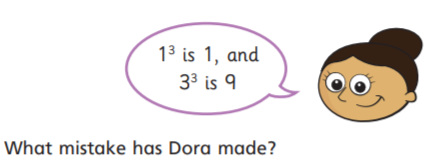 1³ is 1, and
3³ is 9
What mistake has Dora made?